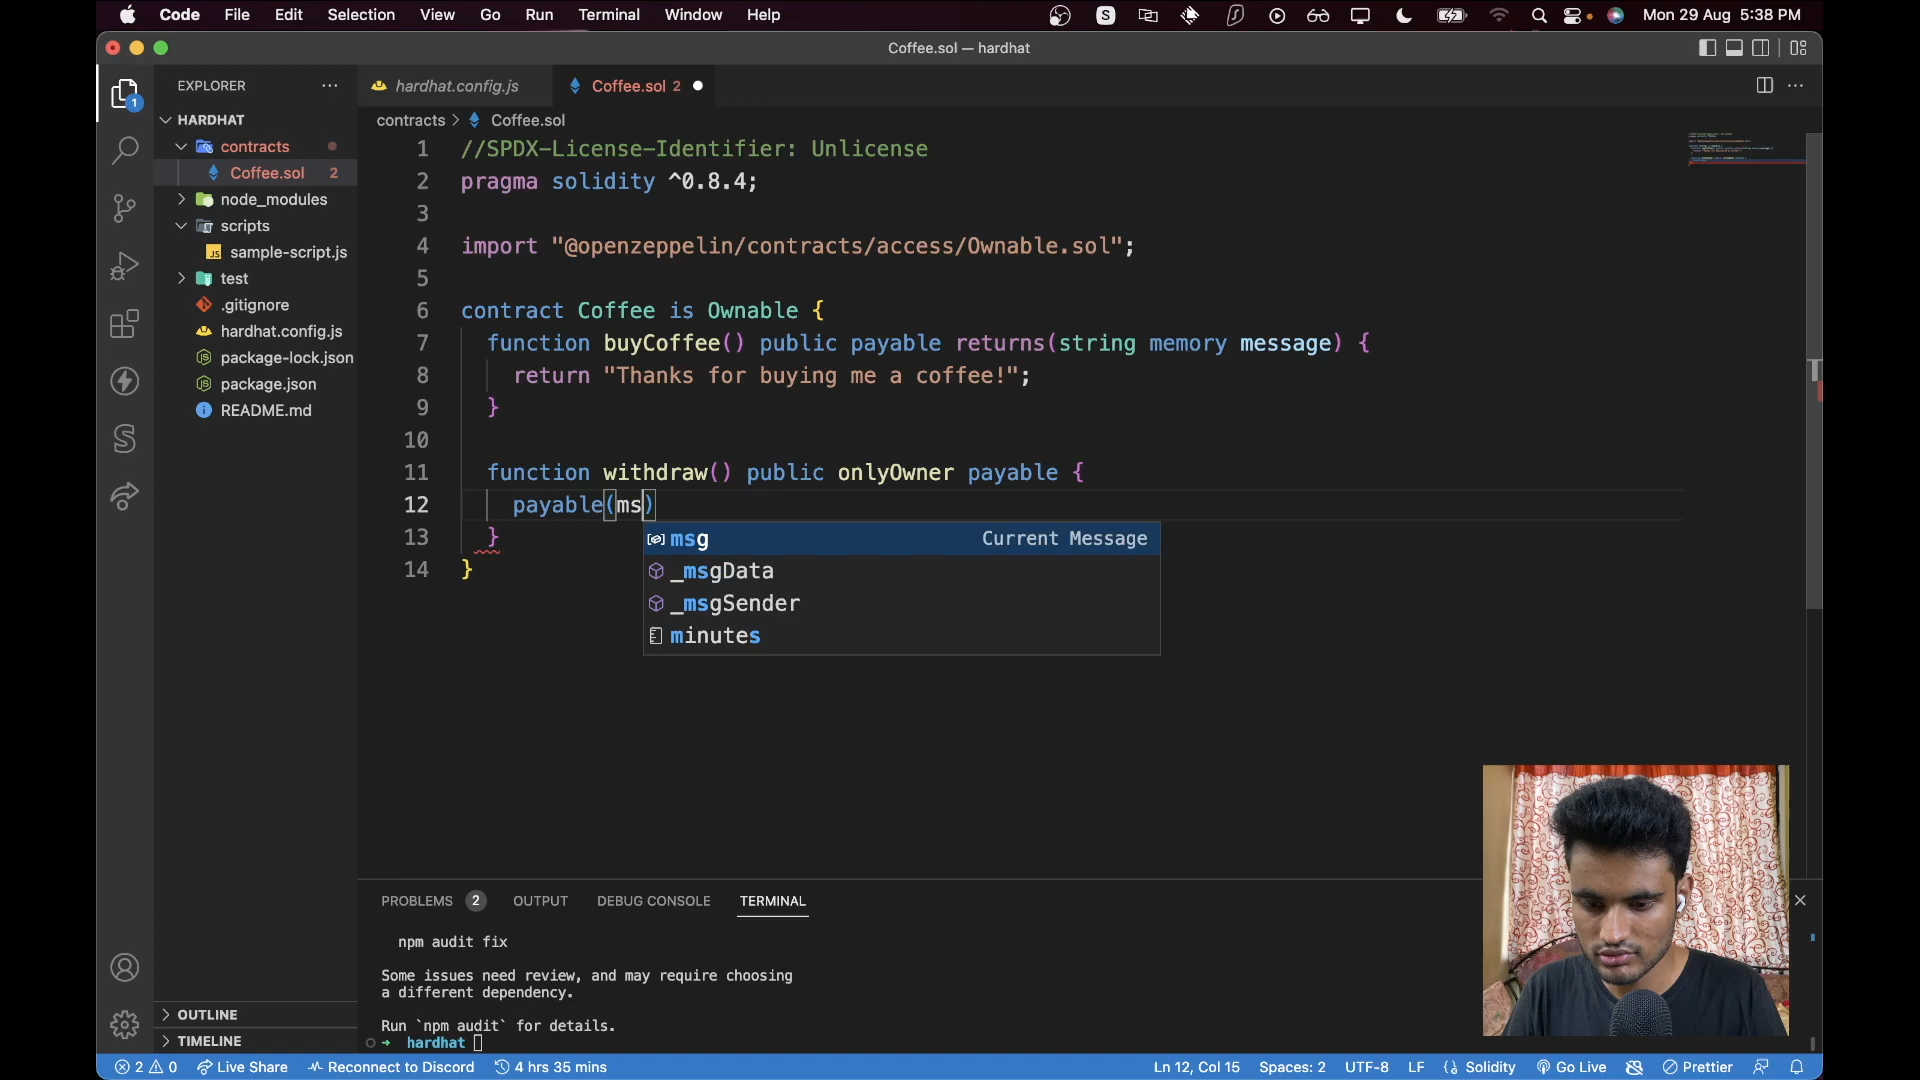 Code File Edit Selection View Go Run Terminal Window Help S Mon 29 Aug 5:38 PM
Coffee.sol — hardhat
EXPLORER ···
hardhat.config.js
Coffee.sol 2
HARDHAT
contracts
Coffee.sol 2
node_modules
scripts
sample-script.js
test
.gitignore
hardhat.config.js
package-lock.json
package.json
README.md
OUTLINE
TIMELINE
1
contracts > Coffee.sol
1 //SPDX-License-Identifier: Unlicense
2 pragma solidity ^0.8.4;
3
4 import "@openzeppelin/contracts/access/Ownable.sol";
5
6 contract Coffee is Ownable {
7 function buyCoffee() public payable returns(string memory message) {
8 return "Thanks for buying me a coffee!";
9 }
10
11 function withdraw() public onlyOwner payable {
12 payable(ms)
13 }
14 }
msg Current Message
_msgData
_msgSender
minutes
PROBLEMS 2 OUTPUT DEBUG CONSOLE TERMINAL
npm audit fix
Some issues need review, and may require choosing
a different dependency.
Run `npm audit` for details.
➜ hardhat
2 0 Live Share Reconnect to Discord 4 hrs 35 mins Ln 12, Col 15 Spaces: 2 UTF-8 LF {} Solidity Go Live Prettier